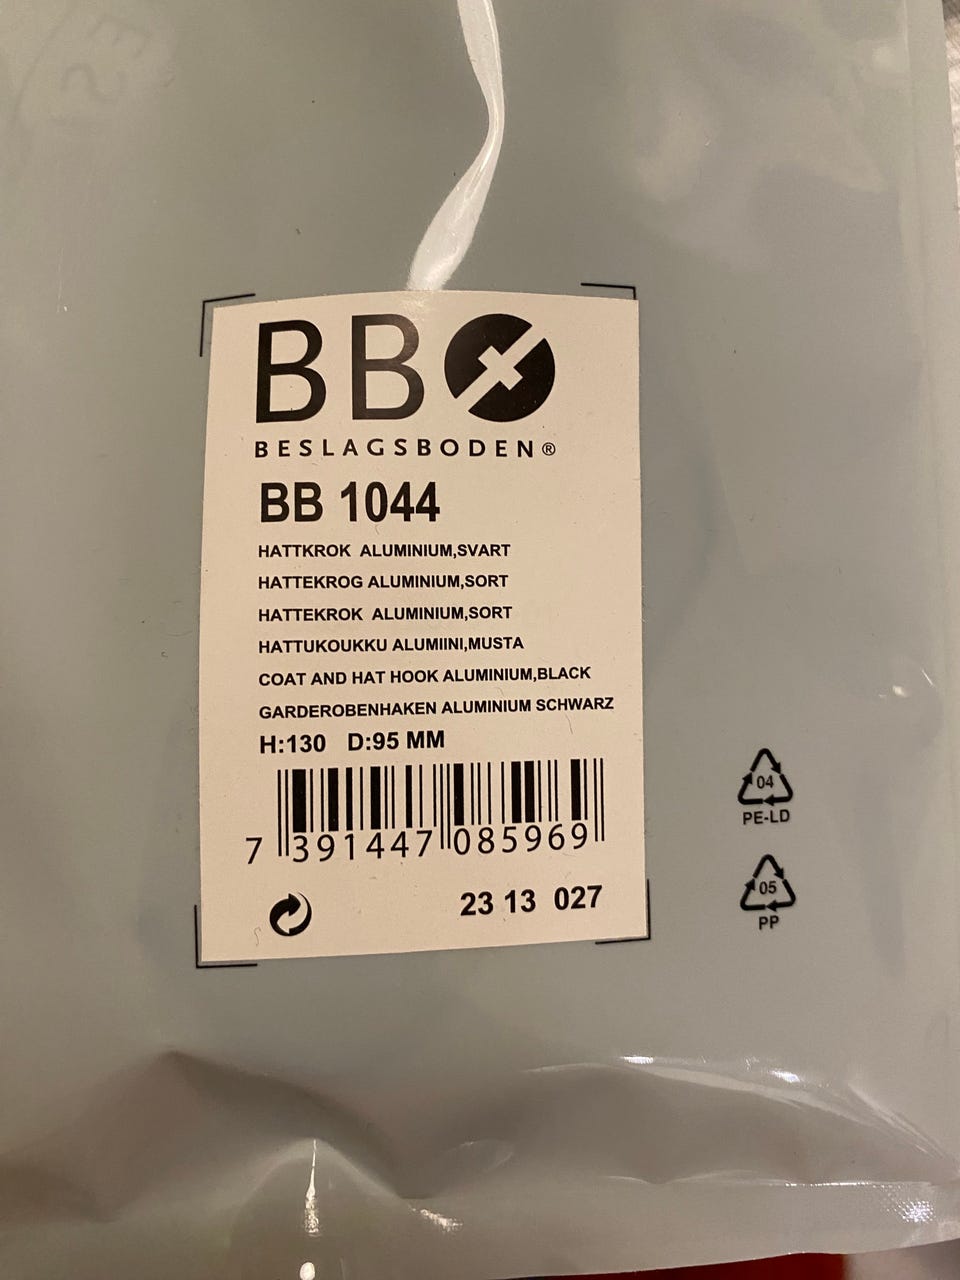 BB
BESLAGSBODEN®
BB 1044
HATTKROK ALUMINIUM,SVART
HATTEKROG ALUMINIUM,SORT
HATTEKROK ALUMINIUM,SORT
HATTUKOUKKU ALUMIINI,MUSTA
COAT AND HAT HOOK ALUMINIUM,BLACK
GARDEROBENHAKEN ALUMINIUM SCHWARZ
H:130 D:95 MM
7 391447 085969
23 13 027
04
PE-LD
05
PP